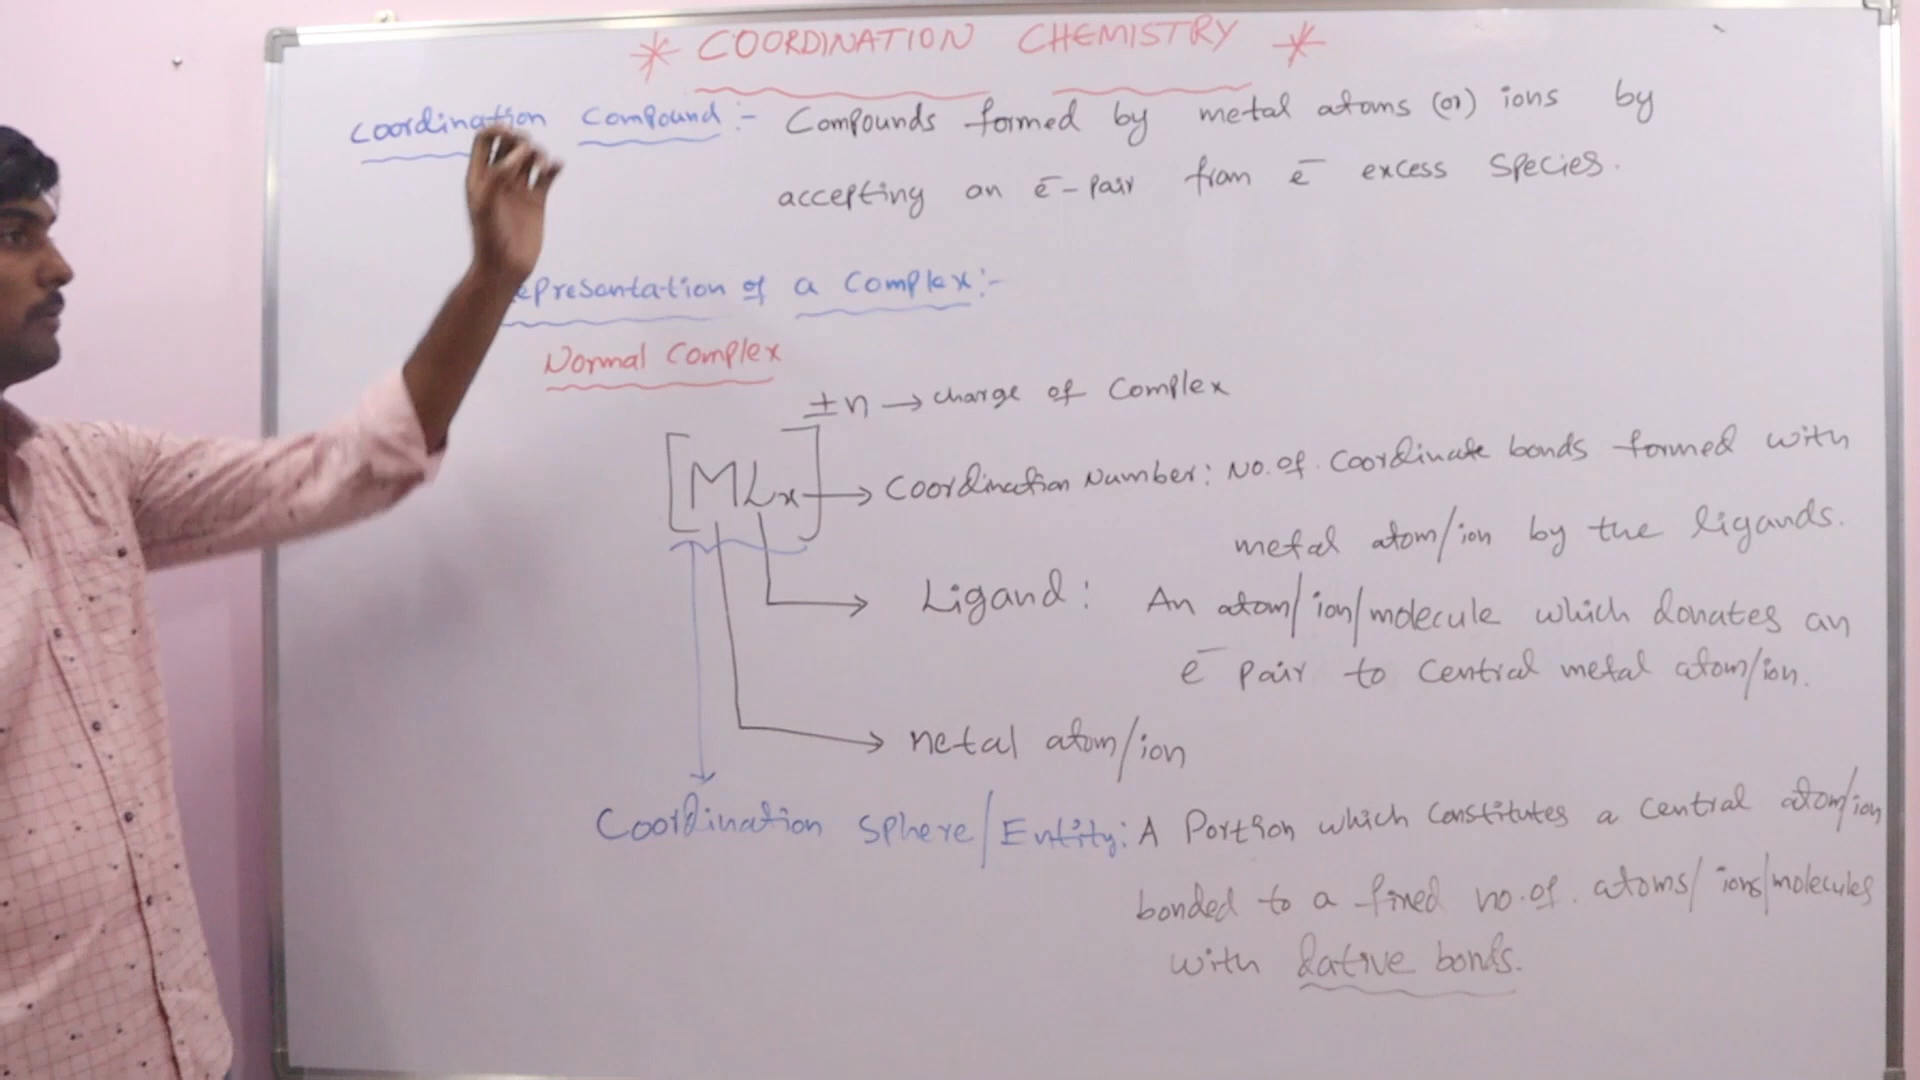 * COORDINATION CHEMISTRY *
Coordination Compound :- Compounds formed by metal atoms (or) ions by
accepting an e⁻-pair from e⁻ excess species.
epresentation of a Complex :-
Normal Complex
±n → charge of Complex
[MLx] → Coordination Number: No. of. Coordinate bonds formed with
metal atom/ion by the ligands.
Ligand: An atom/ion/molecule which donates an
e⁻ pair to central metal atom/ion.
metal atom/ion
Coordination Sphere/Entity: A Portion which constitutes a central atom/ion
bonded to a fixed no. of. atoms/ions/molecules
with dative bonds.